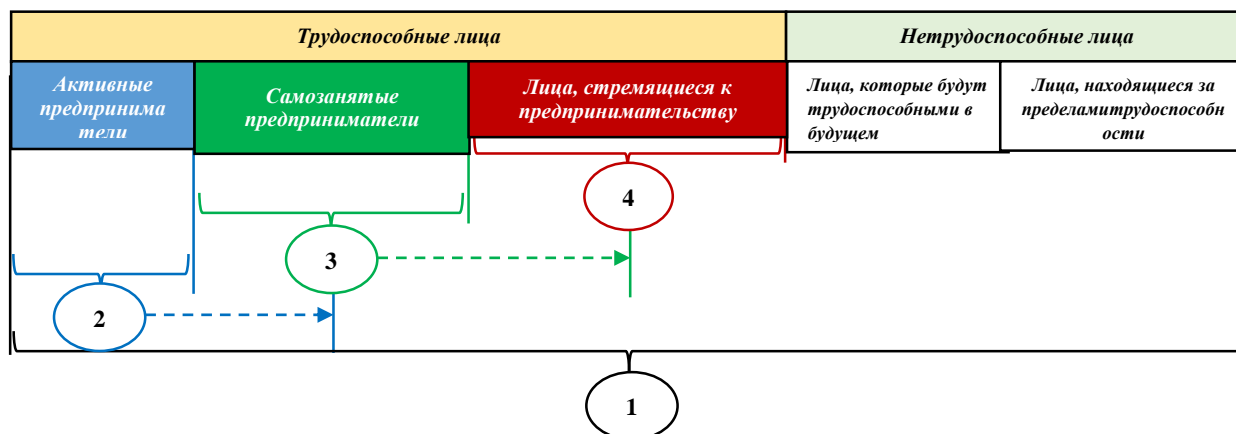 Трудоспособные лица
Нетрудоспособные лица
Активные
предпринима
тели
Самозанятые
предприниматели
Лица, стремящиеся к
предпринимательству
Лица, которые будут
трудоспособными в
будущем
Лица, находящиеся за
пределамитрудоспособн
ости
4
3
2
1